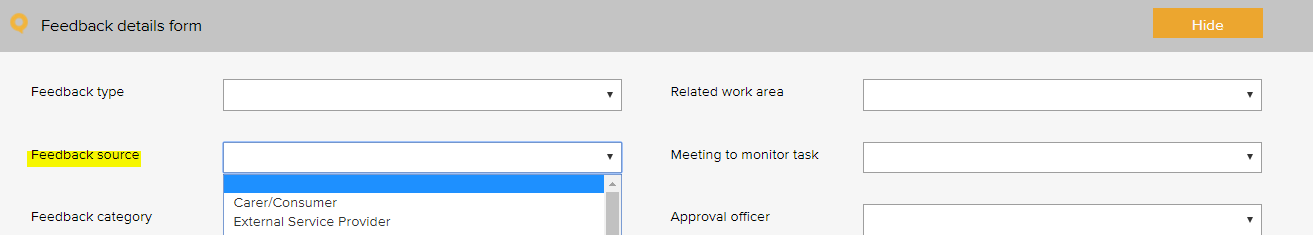 Feedback details form
Hide
Feedback type
Related work area
Feedback source
Meeting to monitor task
Carer/Consumer
External Service Provider
Feedback category
Approval officer